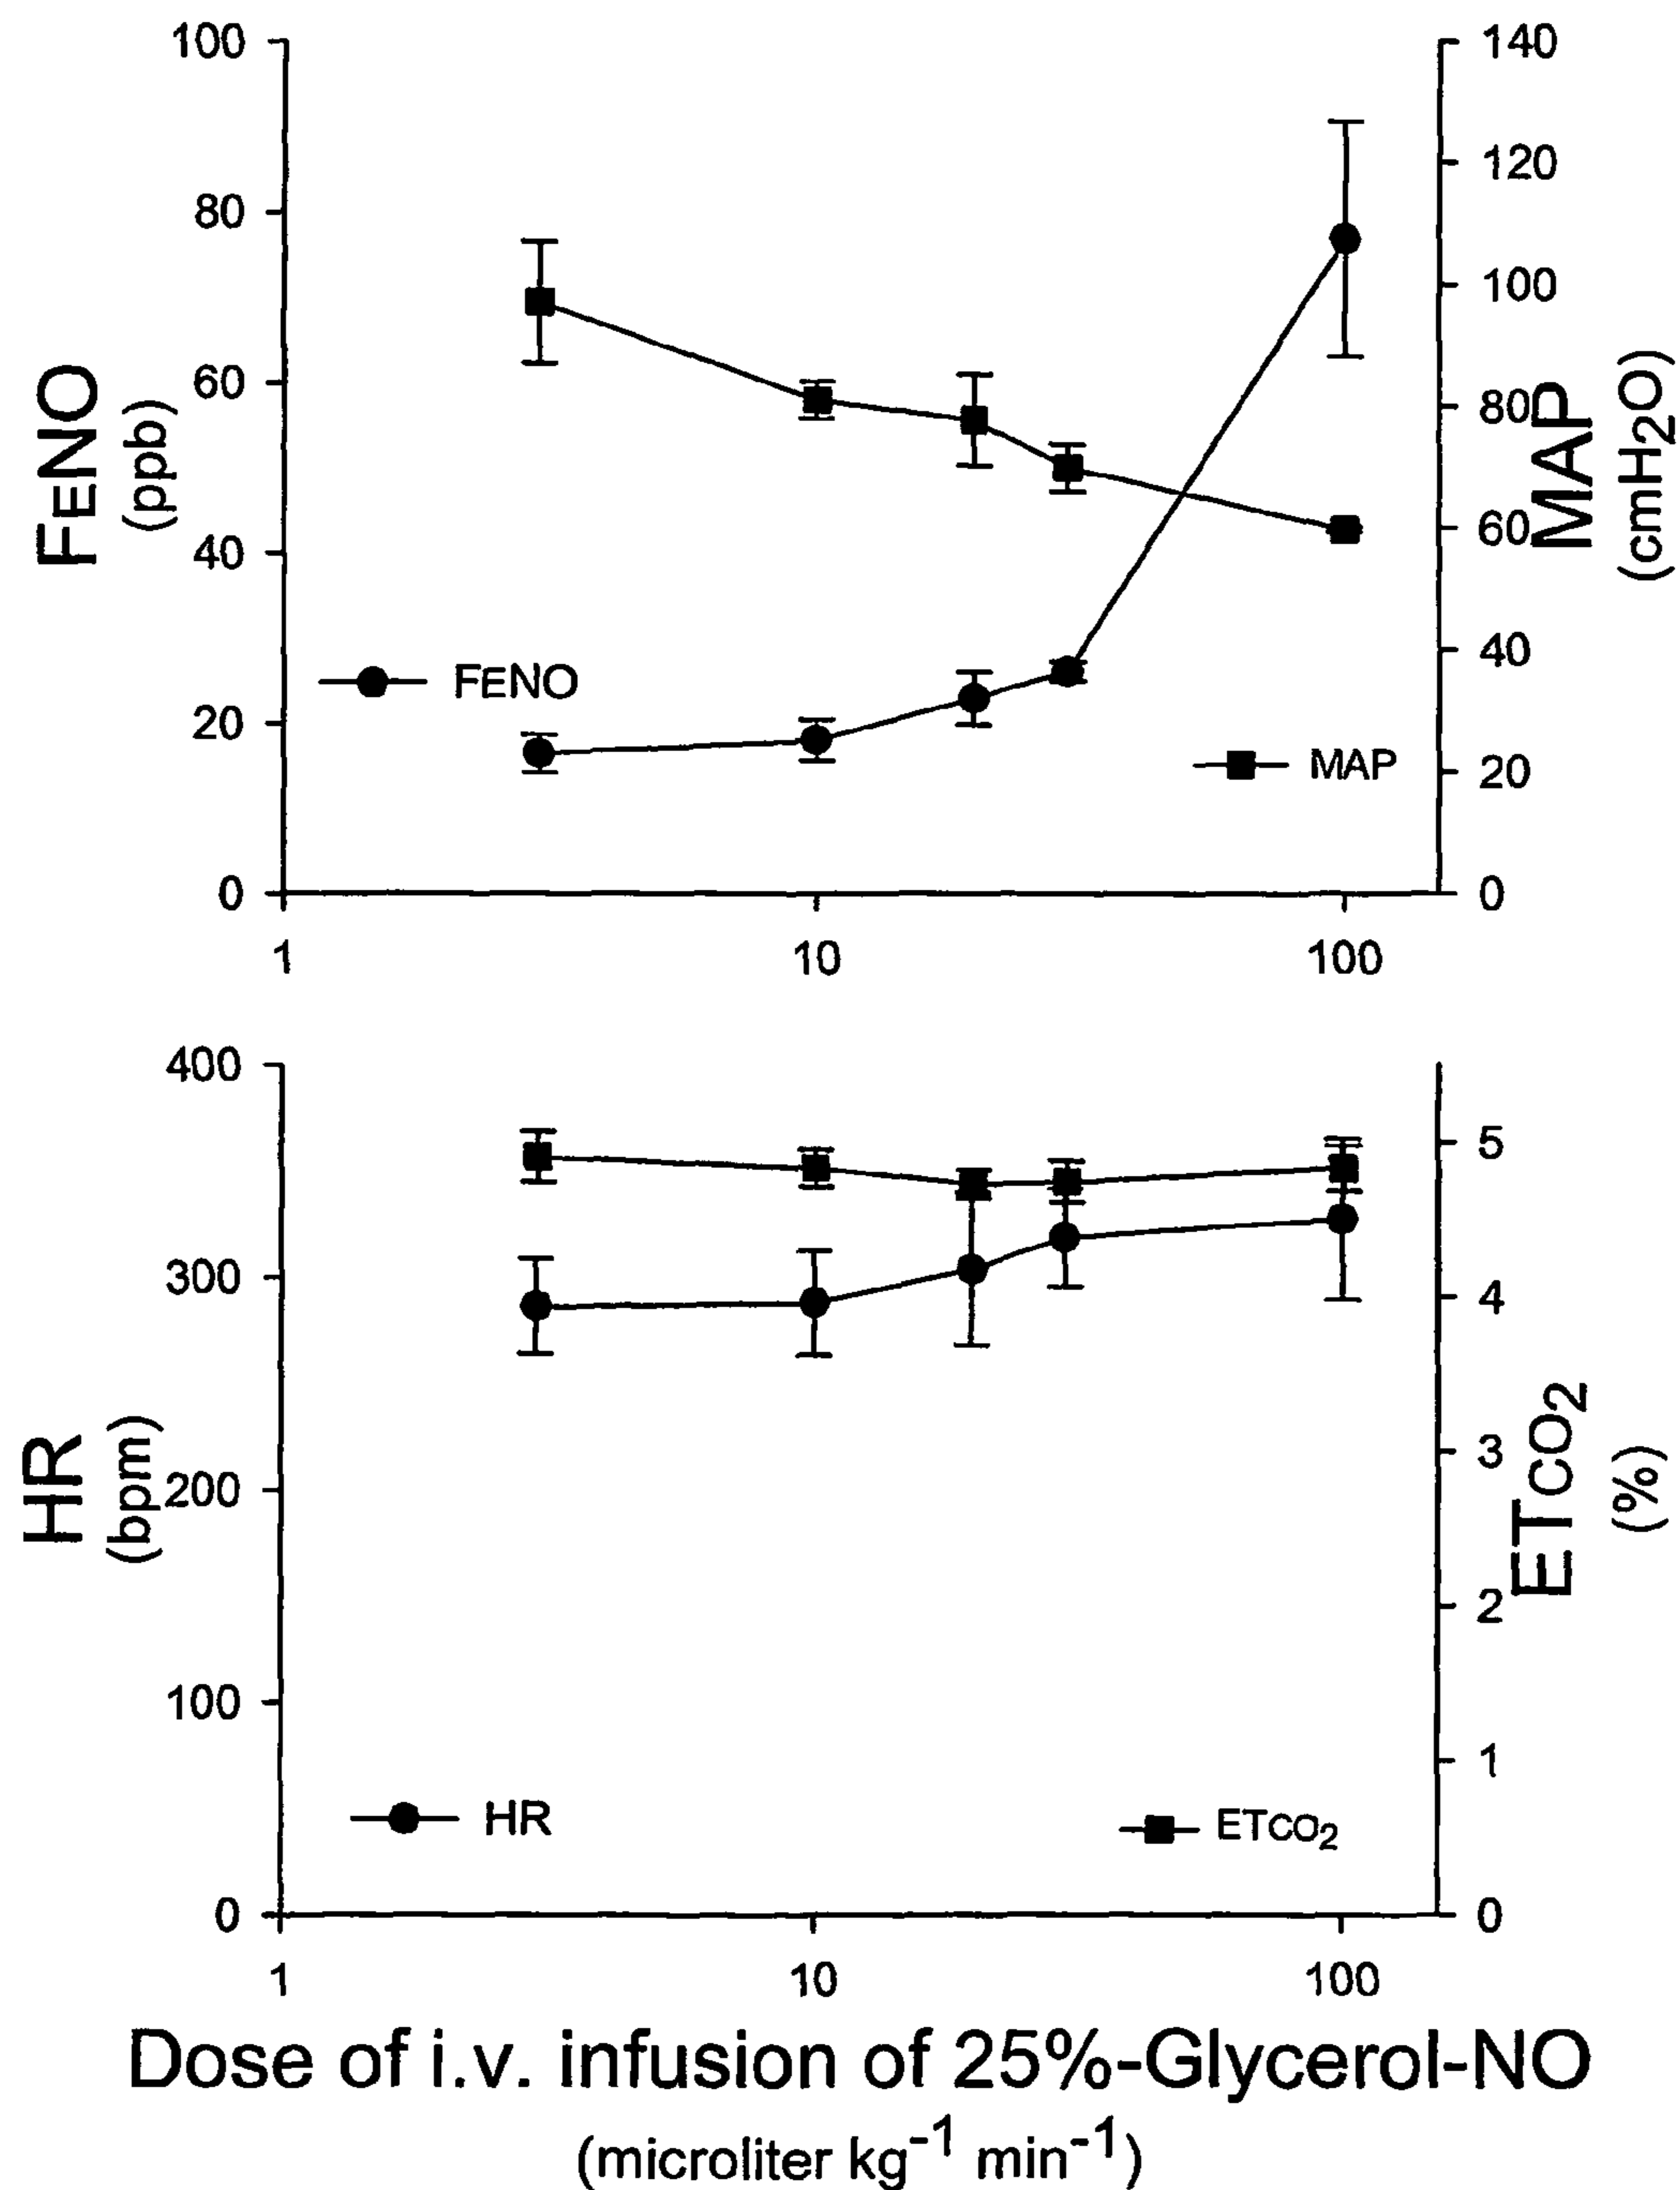 100
80
60
40
20
0
FENO
(ppb)
140
120
100
80
60
40
20
0
MAP
(cmH2O)
FENO
MAP
1
10
100
400
300
200
100
0
HR
(bpm)
5
4
3
2
1
0
ETCO2
(%)
HR
ETCO2
1
10
100
Dose of i.v. infusion of 25%-Glycerol-NO
(microliter kg⁻¹ min⁻¹)